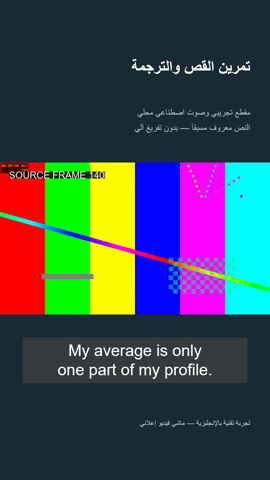 تمرين القص والترجمة
مقطع تجريبي وصوت اصطناعي محلي
النص معروف مسبقاً — بدون تفريغ آلي
SOURCE FRAME 140
My average is only
one part of my profile.
تجربة تقنية بالإنجليزية — ماشي فيديو إعلاني